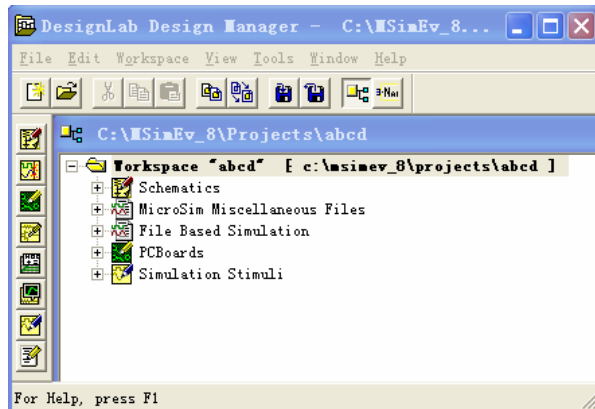 DesignLab Design Manager - C:\MSimEv_8...
File Edit Workspace View Tools Window Help
C:\MSimEv_8\Projects\abcd
Workspace "abcd" [ c:\msimev_8\projects\abcd ]
Schematics
MicroSim Miscellaneous Files
File Based Simulation
PCBoards
Simulation Stimuli
For Help, press F1